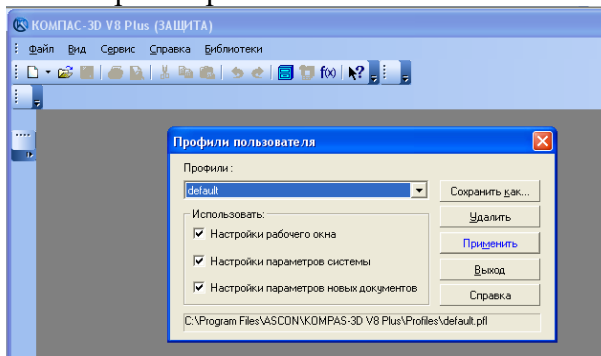 КОМПАС-3D V8 Plus (ЗАЩИТА)
Файл Вид Сервис Справка Библиотеки
f(x)
Профили пользователя
Профили:
default
Сохранить как...
Использовать:
Удалить
Настройки рабочего окна
Применить
Настройки параметров системы
Выход
Настройки параметров новых документов
Справка
C:\Program Files\ASCON\KOMPAS-3D V8 Plus\Profiles\default.pfl